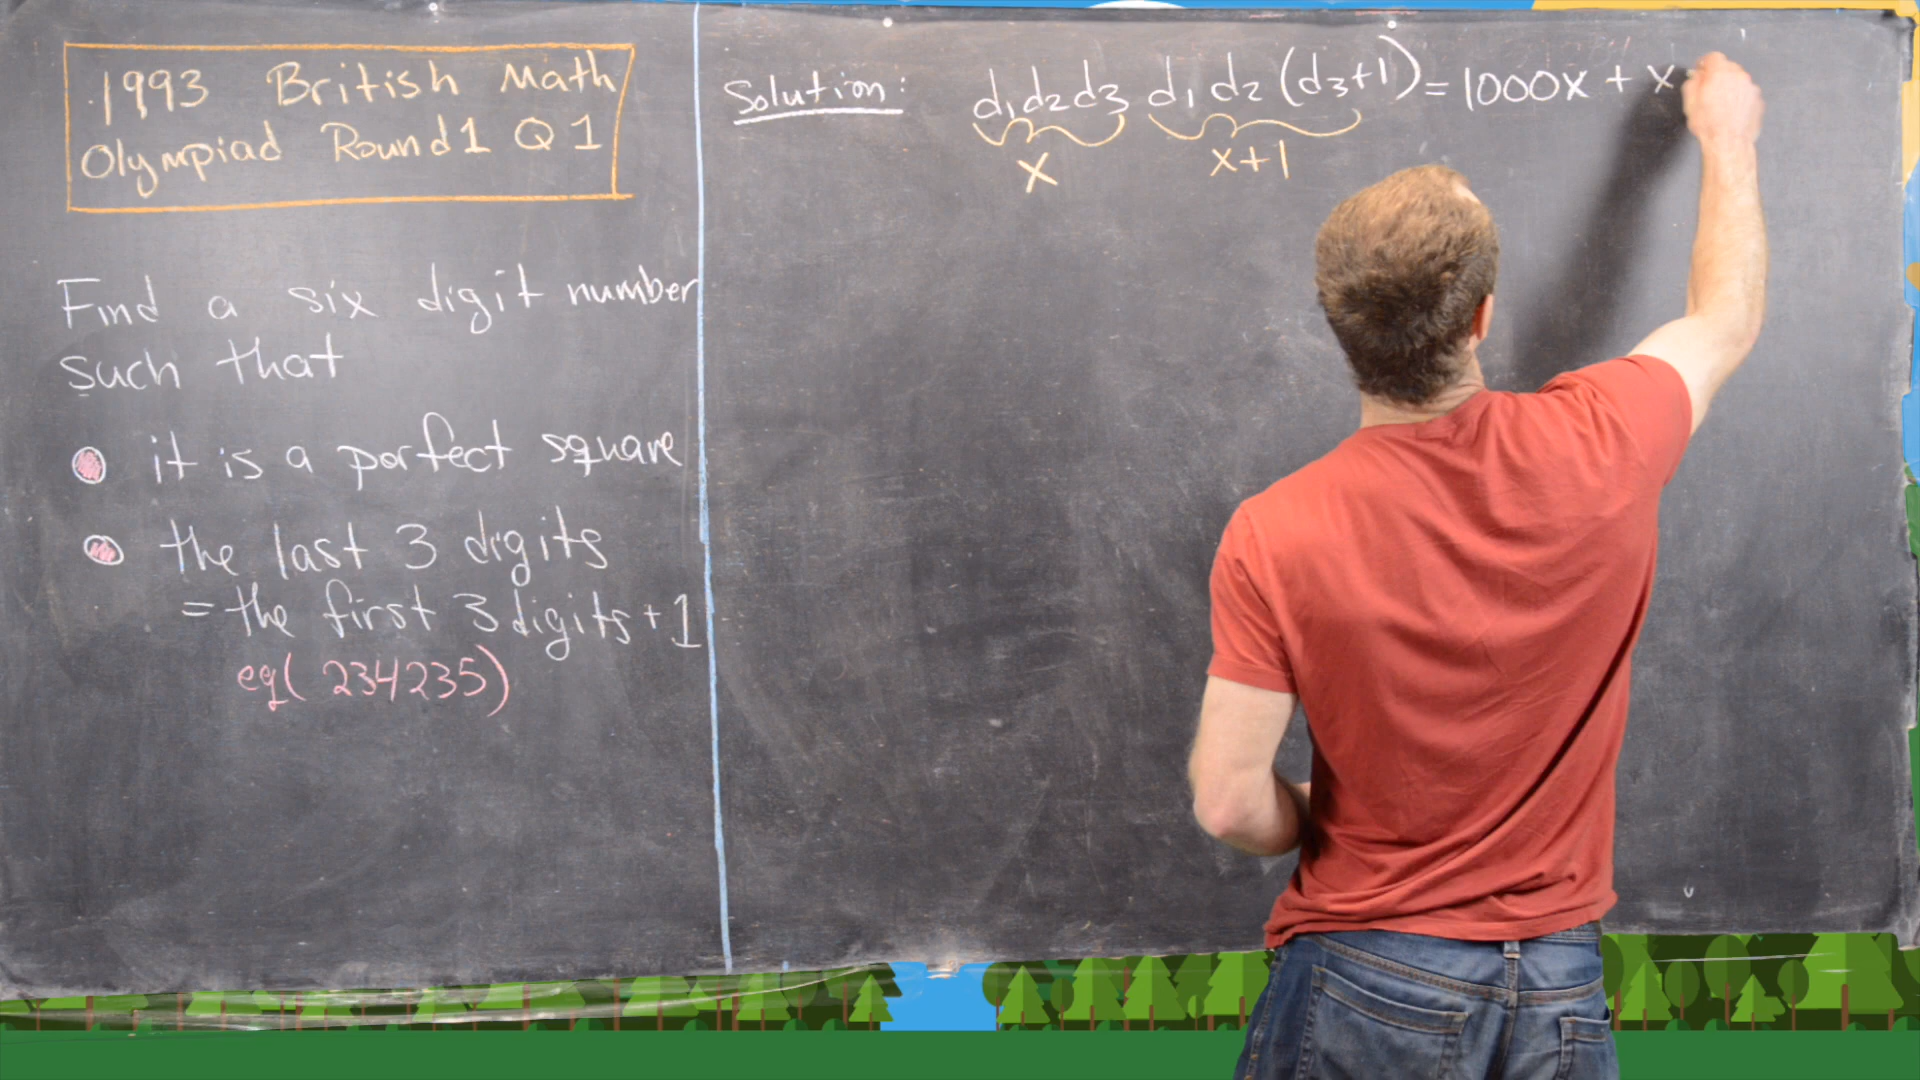 1993 British Math
Olympiad Round 1 Q1
Find a six digit number
such that
it is a perfect square
the last 3 digits
= the first 3 digits + 1
eg( 234235)
Solution: d₁d₂d₃ d₁ d₂ (d₃+1) = 1000x + x
x x+1